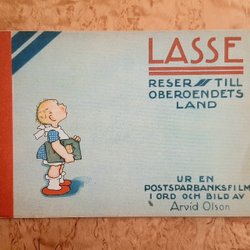 LASSE
RESER TILL
OBEROENDETS
LAND
UR EN
POSTSPARBANKSFILM
I ORD OCH BILD AV
Arvid Olson